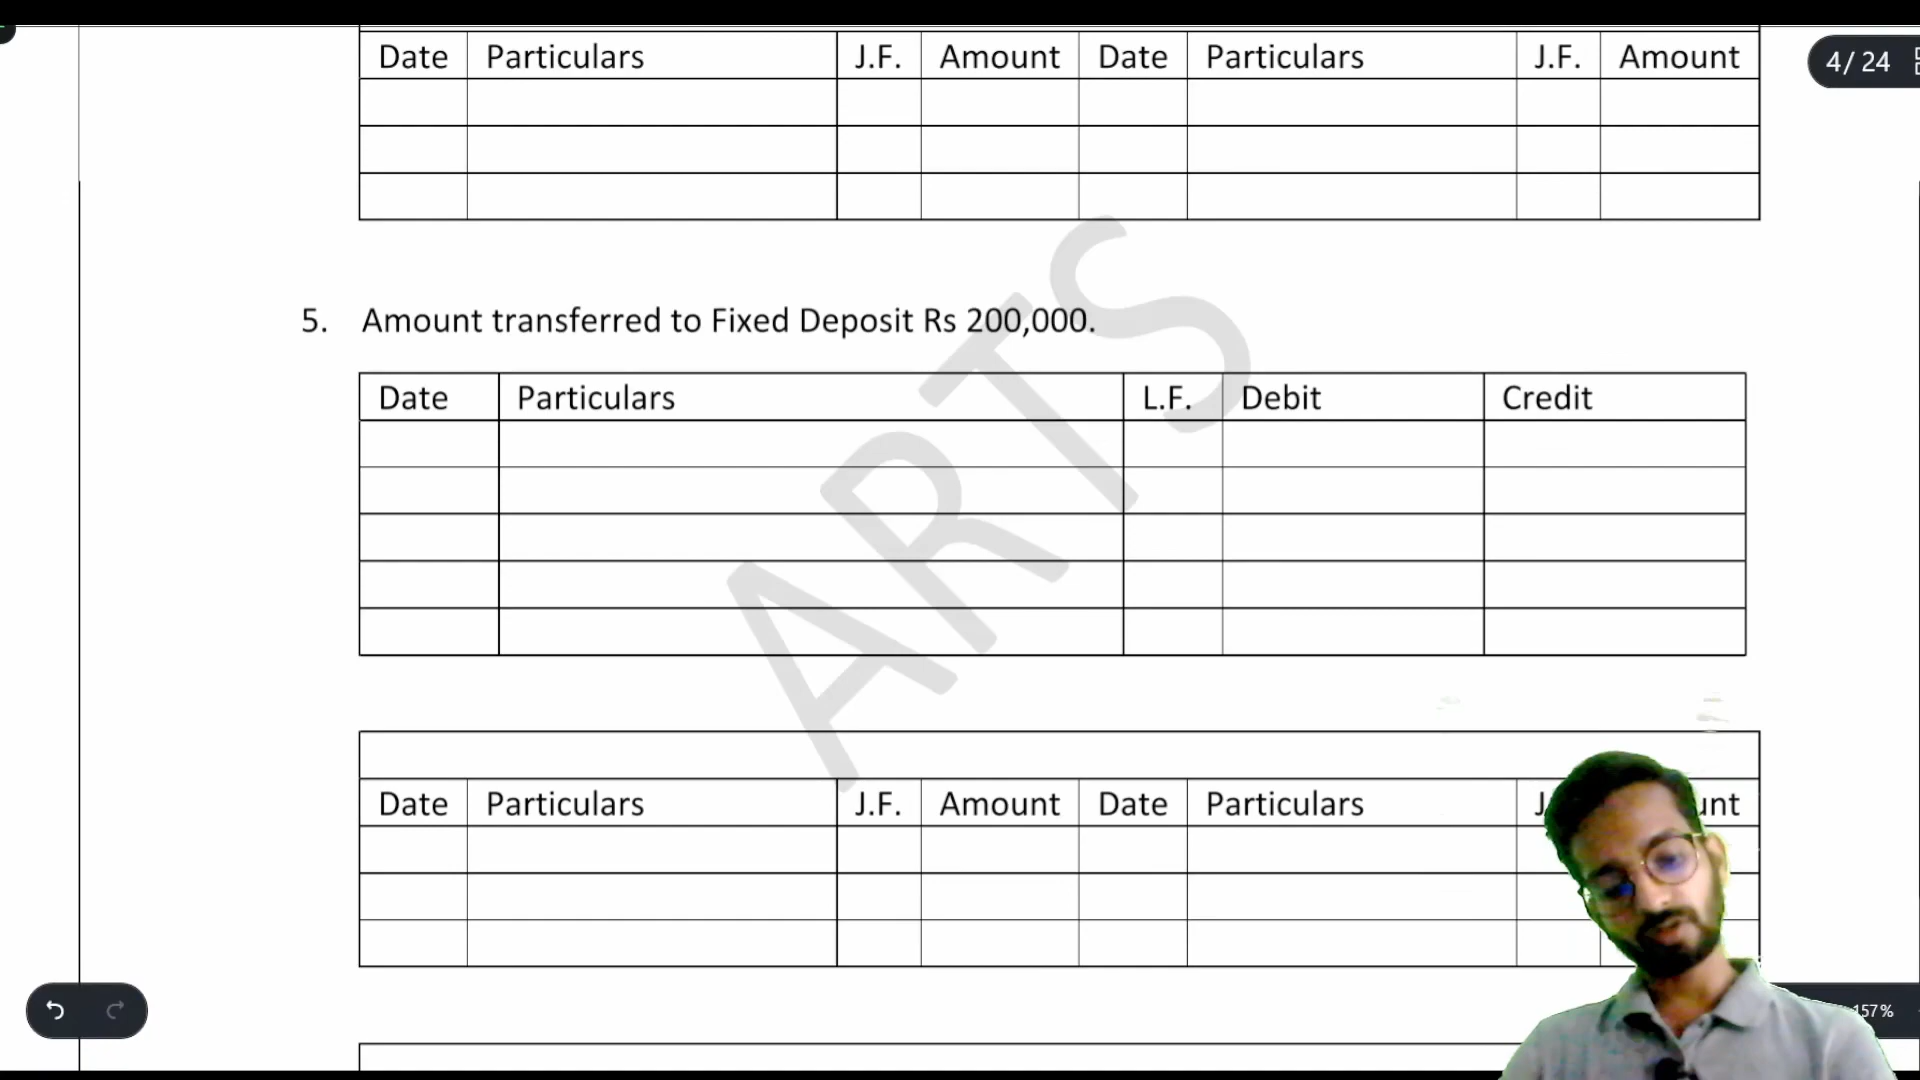 Date Particulars J.F. Amount Date Particulars J.F. Amount
4/ 24
5. Amount transferred to Fixed Deposit Rs 200,000.
Date Particulars L.F. Debit Credit
ARTS
Date Particulars J.F. Amount Date Particulars
157%